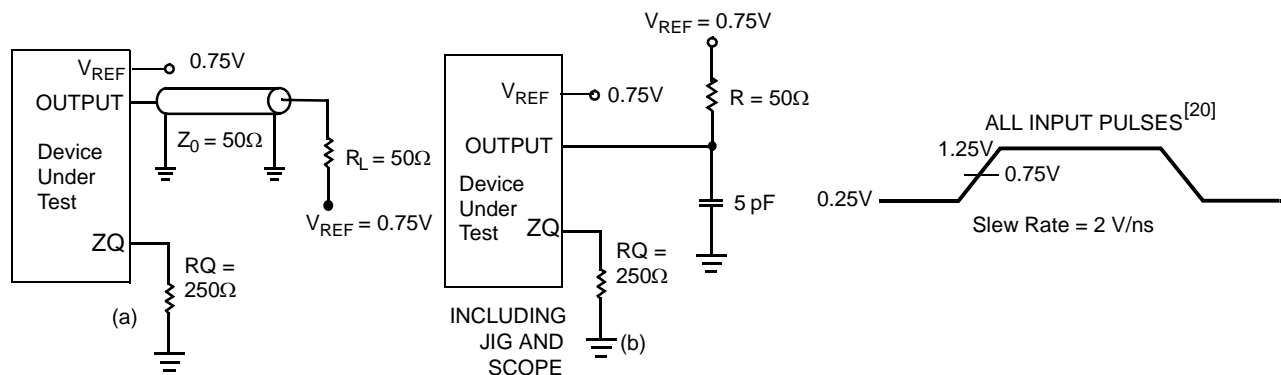 V_REF
0.75V
OUTPUT
Z_0 = 50Ω
Device
Under
Test
R_L = 50Ω
V_REF = 0.75V
ZQ
RQ =
250Ω
(a)
V_REF = 0.75V
V_REF
0.75V
R = 50Ω
OUTPUT
Device
Under
Test
5 pF
ZQ
RQ =
250Ω
INCLUDING
JIG AND
SCOPE
(b)
ALL INPUT PULSES[20]
1.25V
0.75V
0.25V
Slew Rate = 2 V/ns